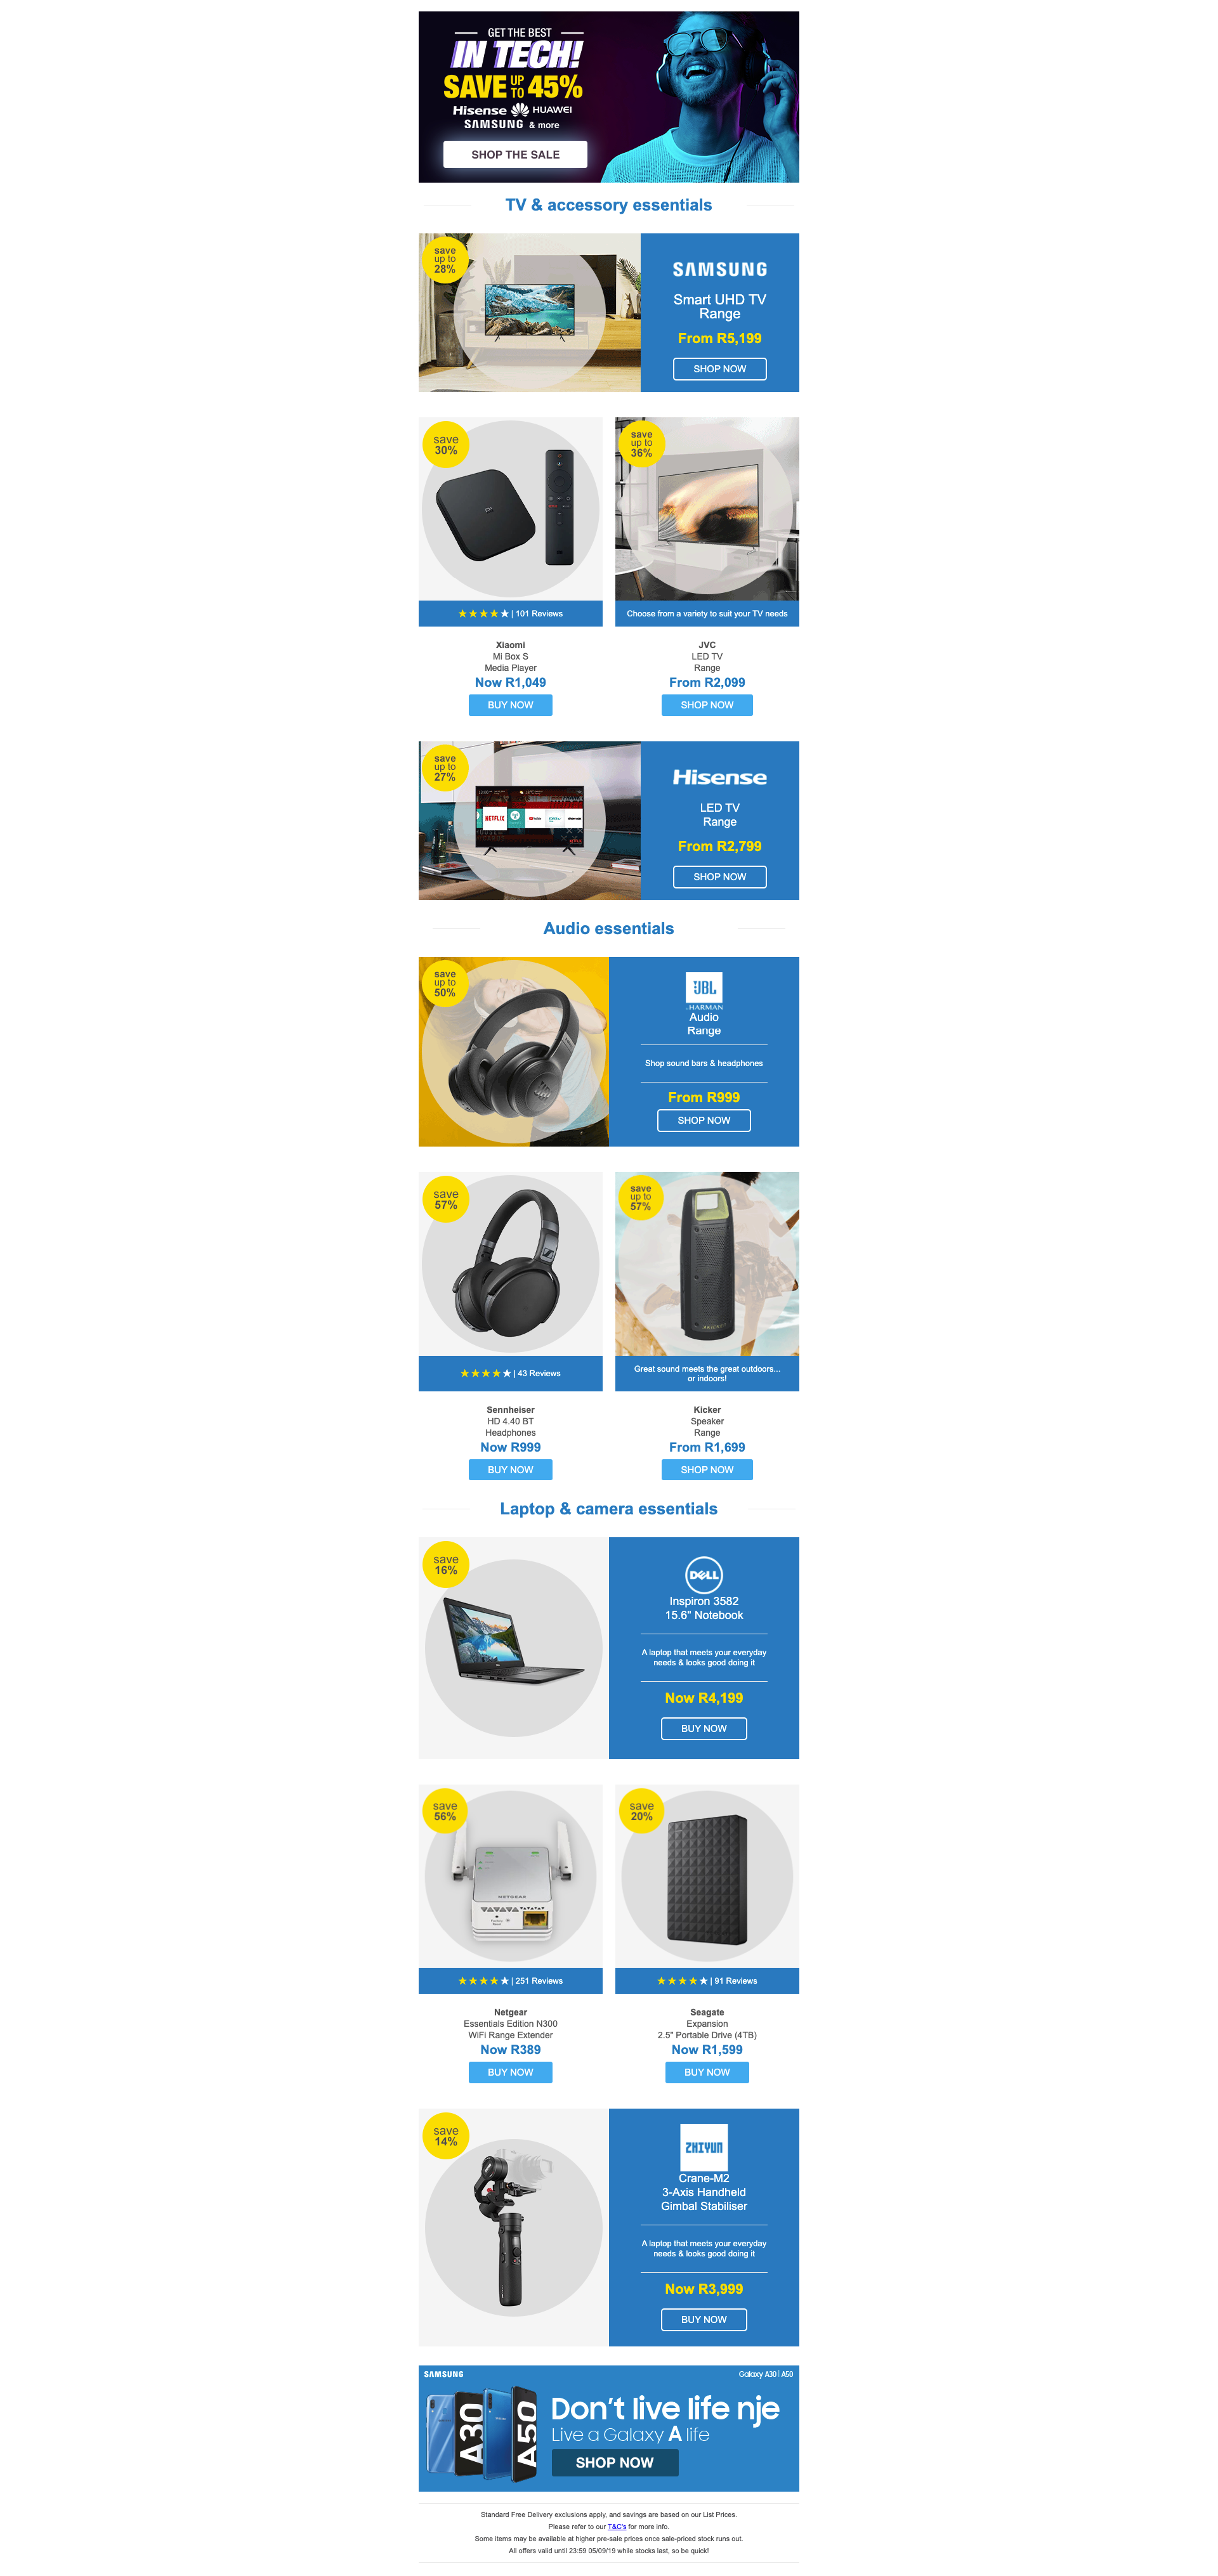 GET THE BEST
IN TECH!
SAVE UP TO 45%
Hisense HUAWEI
SAMSUNG & more
SHOP THE SALE
TV & accessory essentials
save
up to
28%
SAMSUNG
Smart UHD TV
Range
From R5,199
SHOP NOW
save
30%
★★★★★ | 101 Reviews
Xiaomi
Mi Box S
Media Player
Now R1,049
BUY NOW
save
up to
36%
Choose from a variety to suit your TV needs
JVC
LED TV
Range
From R2,099
SHOP NOW
save
up to
27%
NETFLIX
Hisense
LED TV
Range
From R2,799
SHOP NOW
Audio essentials
save
up to
50%
JBL
JBL
HARMAN
Audio
Range
Shop sound bars & headphones
From R999
SHOP NOW
save
57%
★★★★★ | 43 Reviews
Sennheiser
HD 4.40 BT
Headphones
Now R999
BUY NOW
save
up to
57%
KICKER
Great sound meets the great outdoors...
or indoors!
Kicker
Speaker
Range
From R1,699
SHOP NOW
Laptop & camera essentials
save
16%
DELL
Inspiron 3582
15.6" Notebook
A laptop that meets your everyday
needs & looks good doing it
Now R4,199
BUY NOW
save
56%
NETGEAR
Factory
Reset
★★★★★ | 251 Reviews
Netgear
Essentials Edition N300
WiFi Range Extender
Now R389
BUY NOW
save
20%
★★★★★ | 91 Reviews
Seagate
Expansion
2.5" Portable Drive (4TB)
Now R1,599
BUY NOW
save
14%
ZHIYUN
Crane-M2
3-Axis Handheld
Gimbal Stabiliser
A laptop that meets your everyday
needs & looks good doing it
Now R3,999
BUY NOW
SAMSUNG
Galaxy A30 | A50
A30
A50
Don't live life nje
Live a Galaxy A life
SHOP NOW
Standard Free Delivery exclusions apply, and savings are based on our List Prices.
Please refer to our T&C's for more info.
Some items may be available at higher pre-sale prices once sale-priced stock runs out.
All offers valid until 23:59 05/09/19 while stocks last, so be quick!